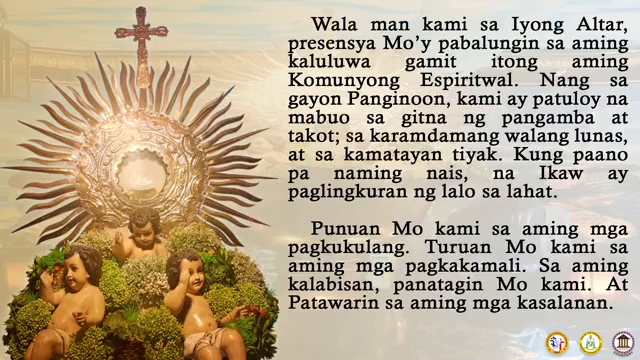 Wala man kami sa Iyong Altar,
presensya Mo’y pabalungin sa aming
kaluluwa gamit itong aming
Komunyong Espiritwal. Nang sa
gayon Panginoon, kami ay patuloy na
mabuo sa gitna ng pangamba at
takot; sa karamdamang walang lunas,
at sa kamatayan tiyak. Kung paano
pa naming nais, na Ikaw ay
paglingkuran ng lalo sa lahat.
Punuan Mo kami sa aming mga
pagkukulang. Turuan Mo kami sa
aming mga pagkakamali. Sa aming
kalabisan, panatagin Mo kami. At
Patawarin sa aming mga kasalanan.